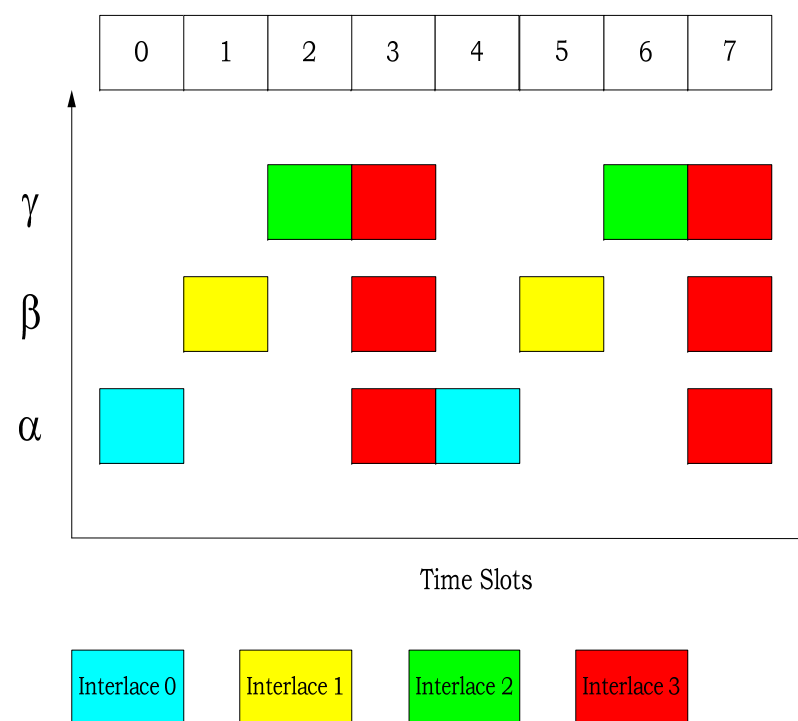 0 1 2 3 4 5 6 7
γ
β
α
Time Slots
Interlace 0 Interlace 1 Interlace 2 Interlace 3